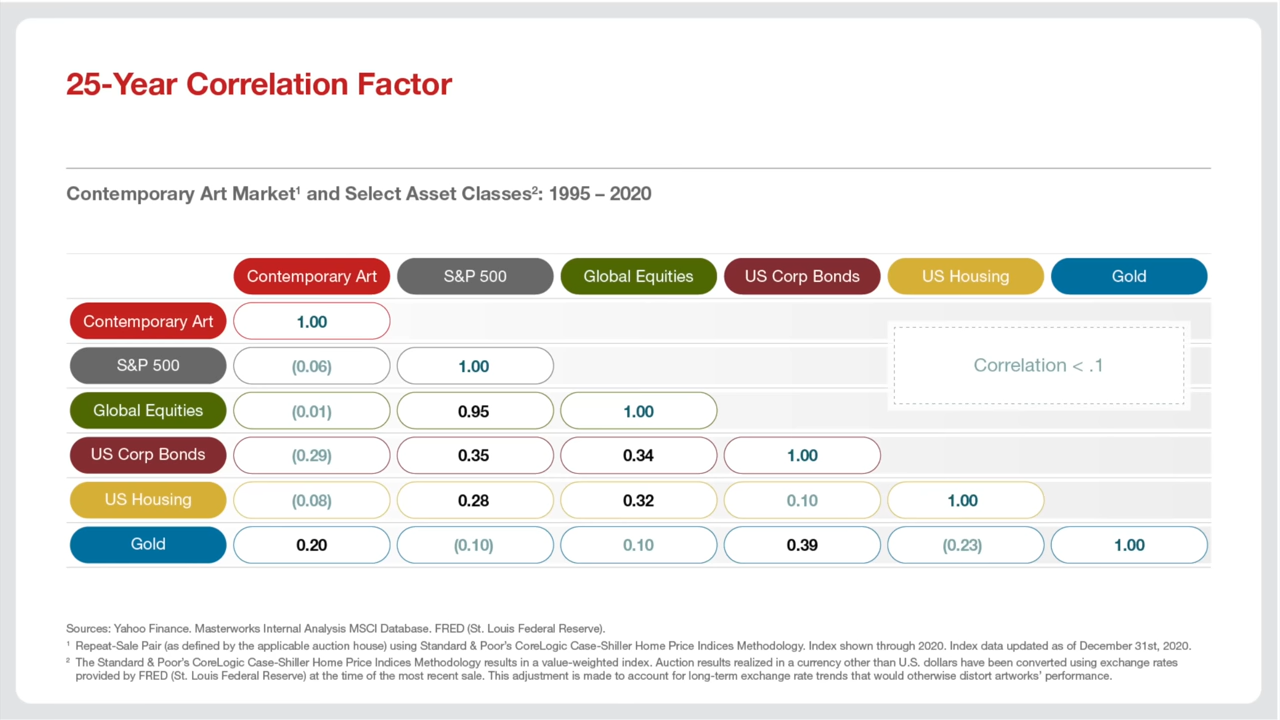 25-Year Correlation Factor
Contemporary Art Market¹ and Select Asset Classes²: 1995 – 2020
Contemporary Art S&P 500 Global Equities US Corp Bonds US Housing Gold
Contemporary Art 1.00
S&P 500 (0.06) 1.00
Correlation < .1
Global Equities (0.01) 0.95 1.00
US Corp Bonds (0.29) 0.35 0.34 1.00
US Housing (0.08) 0.28 0.32 0.10 1.00
Gold 0.20 (0.10) 0.10 0.39 (0.23) 1.00
Sources: Yahoo Finance. Masterworks Internal Analysis MSCI Database. FRED (St. Louis Federal Reserve).
¹ Repeat-Sale Pair (as defined by the applicable auction house) using Standard & Poor's CoreLogic Case-Shiller Home Price Indices Methodology. Index shown through 2020. Index data updated as of December 31st, 2020.
² The Standard & Poor's CoreLogic Case-Shiller Home Price Indices Methodology results in a value-weighted index. Auction results realized in a currency other than U.S. dollars have been converted using exchange rates
provided by FRED (St. Louis Federal Reserve) at the time of the most recent sale. This adjustment is made to account for long-term exchange rate trends that would otherwise distort artworks' performance.